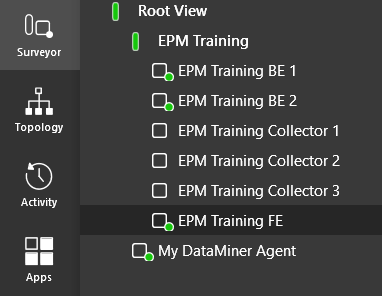 Surveyor
Topology
Activity
Apps
Root View
EPM Training
EPM Training BE 1
EPM Training BE 2
EPM Training Collector 1
EPM Training Collector 2
EPM Training Collector 3
EPM Training FE
My DataMiner Agent